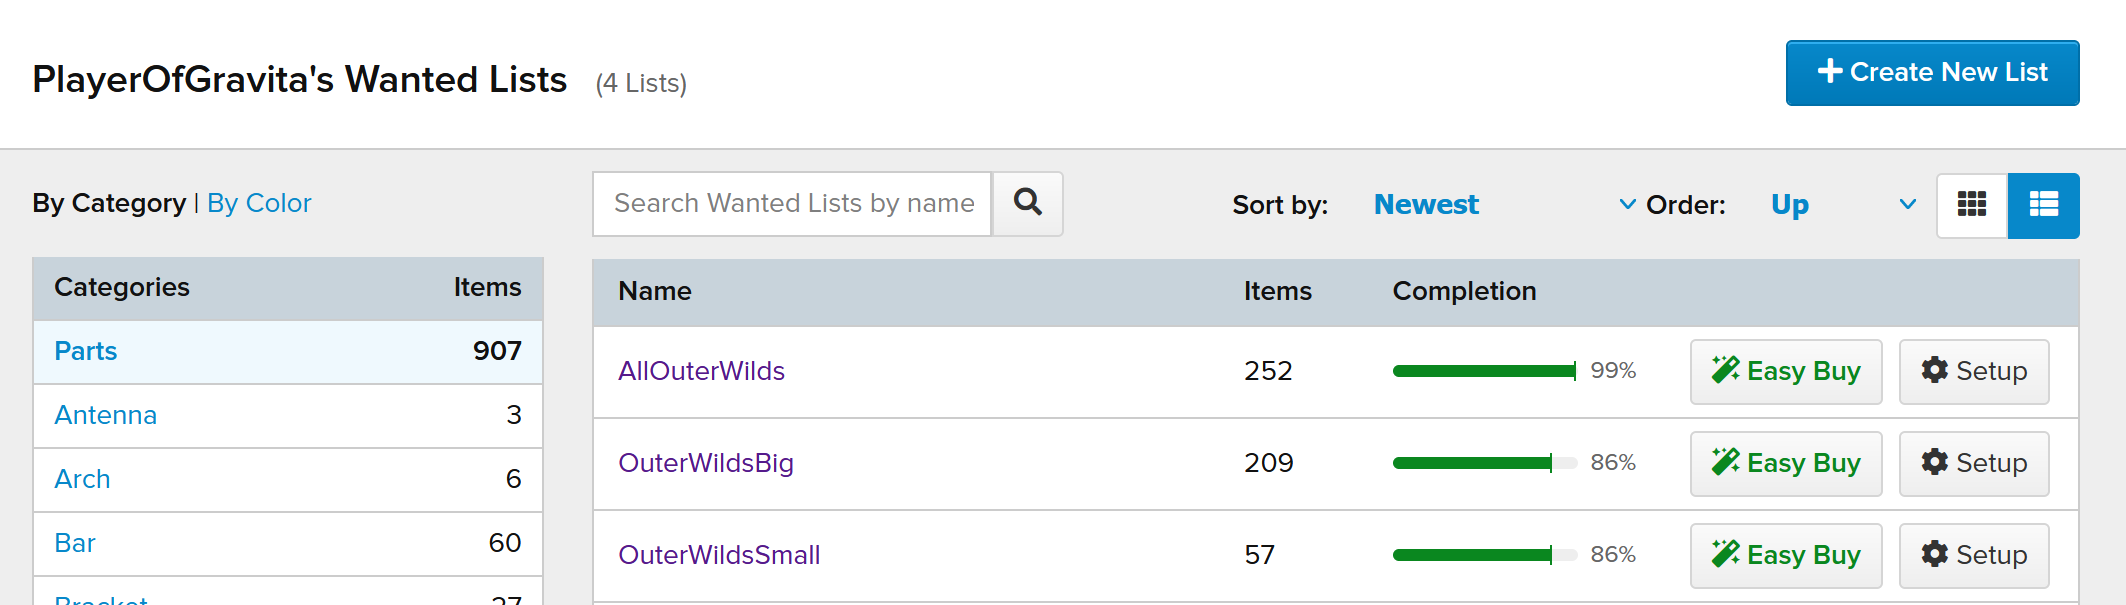 PlayerOfGravita's Wanted Lists (4 Lists)
Create New List
By Category | By Color
Search Wanted Lists by name
Sort by: Newest
Order: Up
Categories Items
Parts 907
Antenna 3
Arch 6
Bar 60
Bracket 27
Name Items Completion
AllOuterWilds 252 99% Easy Buy Setup
OuterWildsBig 209 86% Easy Buy Setup
OuterWildsSmall 57 86% Easy Buy Setup